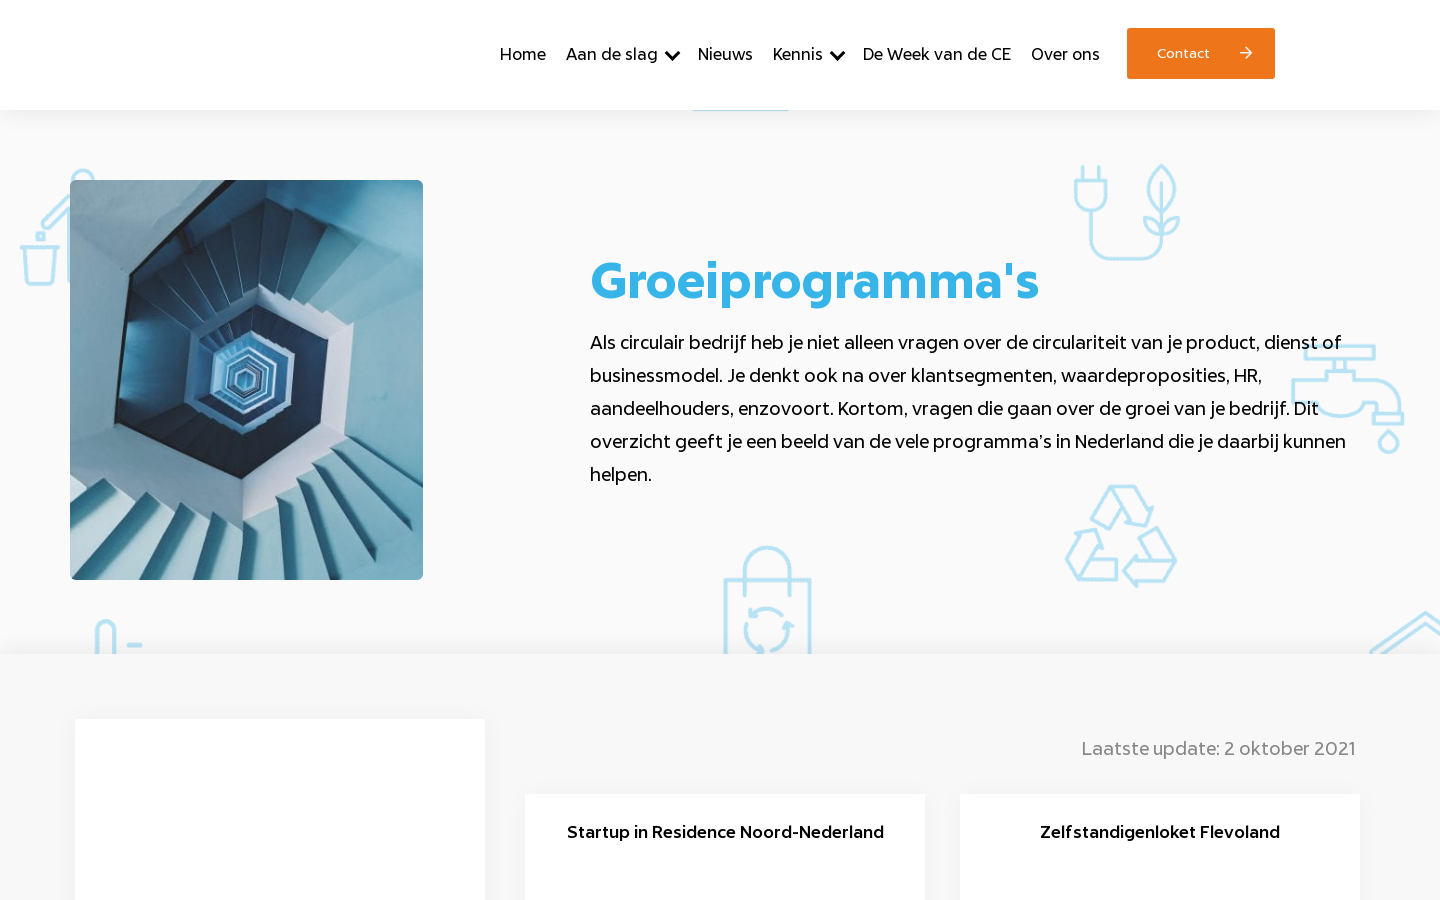 Home Aan de slag Nieuws Kennis De Week van de CE Over ons Contact
Groeiprogramma's
Als circulair bedrijf heb je niet alleen vragen over de circulariteit van je product, dienst of
businessmodel. Je denkt ook na over klantsegmenten, waardeproposities, HR,
aandeelhouders, enzovoort. Kortom, vragen die gaan over de groei van je bedrijf. Dit
overzicht geeft je een beeld van de vele programma’s in Nederland die je daarbij kunnen
helpen.
Laatste update: 2 oktober 2021
Startup in Residence Noord-Nederland
Zelfstandigenloket Flevoland